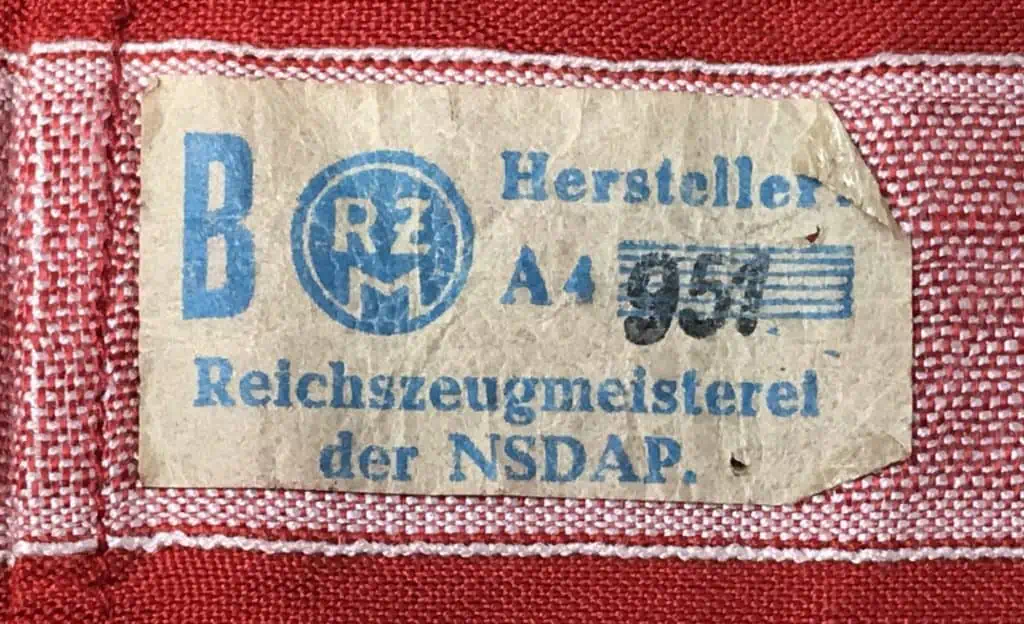 B RZM Hersteller:
A4 951
Reichszeugmeisterei
der NSDAP.